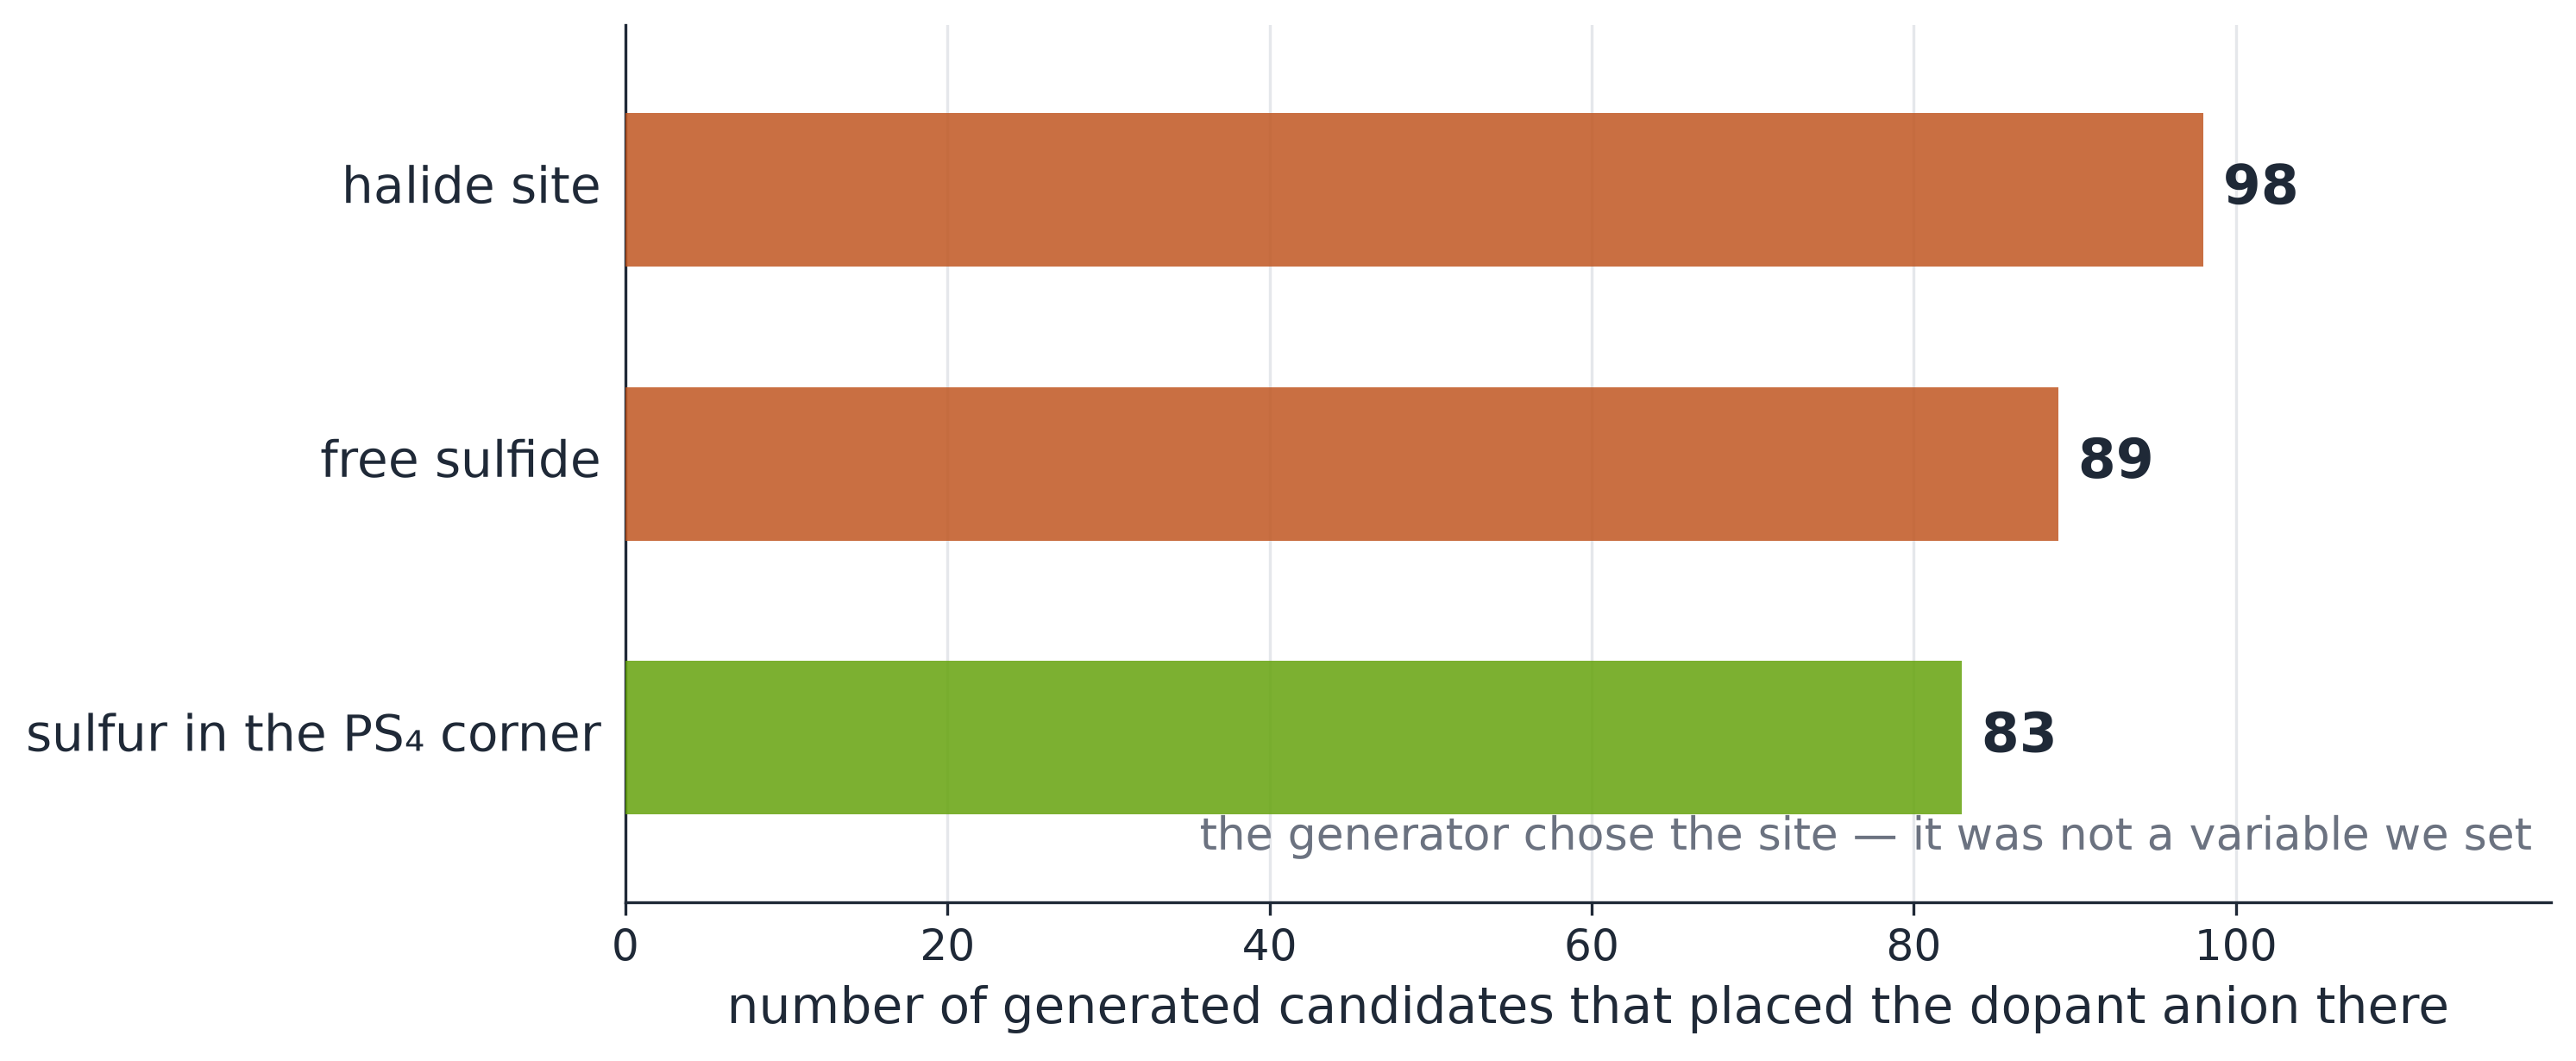 halide site
98
free sulfide
89
sulfur in the PS₄ corner
83
the generator chose the site — it was not a variable we set
0 20 40 60 80 100
number of generated candidates that placed the dopant anion there